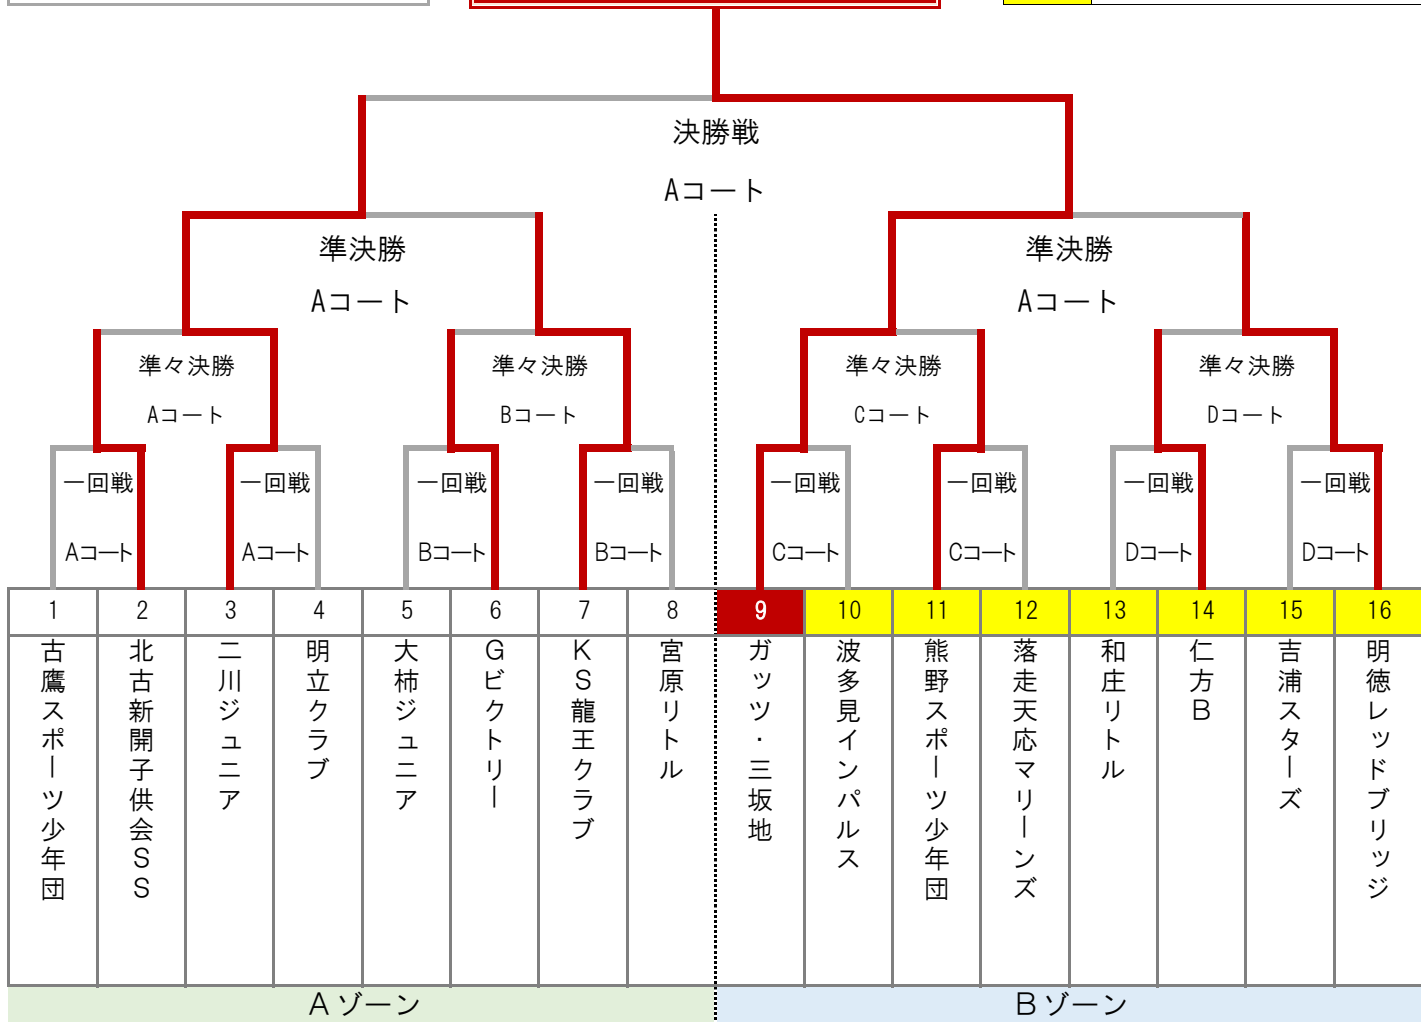 決勝戦
Aコート
準決勝
Aコート
準決勝
Aコート
準々決勝
Aコート
準々決勝
Bコート
準々決勝
Cコート
準々決勝
Dコート
一回戦
Aコート
一回戦
Aコート
一回戦
Bコート
一回戦
Bコート
一回戦
Cコート
一回戦
Cコート
一回戦
Dコート
一回戦
Dコート
1 2 3 4 5 6 7 8 9 10 11 12 13 14 15 16
古鷹スポーツ少年団
北古新開子供会SS
二川ジュニア
明立クラブ
大柿ジュニア
Gビクトリー
KS龍王クラブ
宮原リトル
ガッツ・三坂地
波多見インパルス
熊野スポーツ少年団
落走天応マリーンズ
和庄リトル
仁方B
吉浦スターズ
明徳レッドブリッジ
Aゾーン
Bゾーン